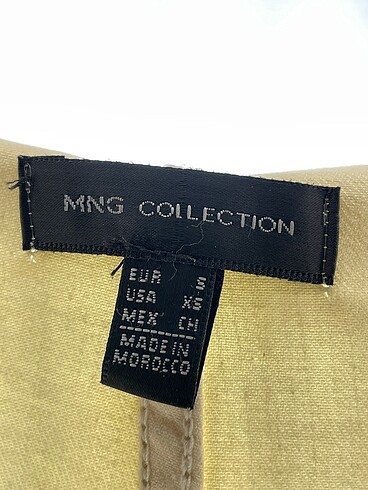 MNG COLLECTION
EUR S
USA XS
MEX CH
MADE IN
MOROCCO